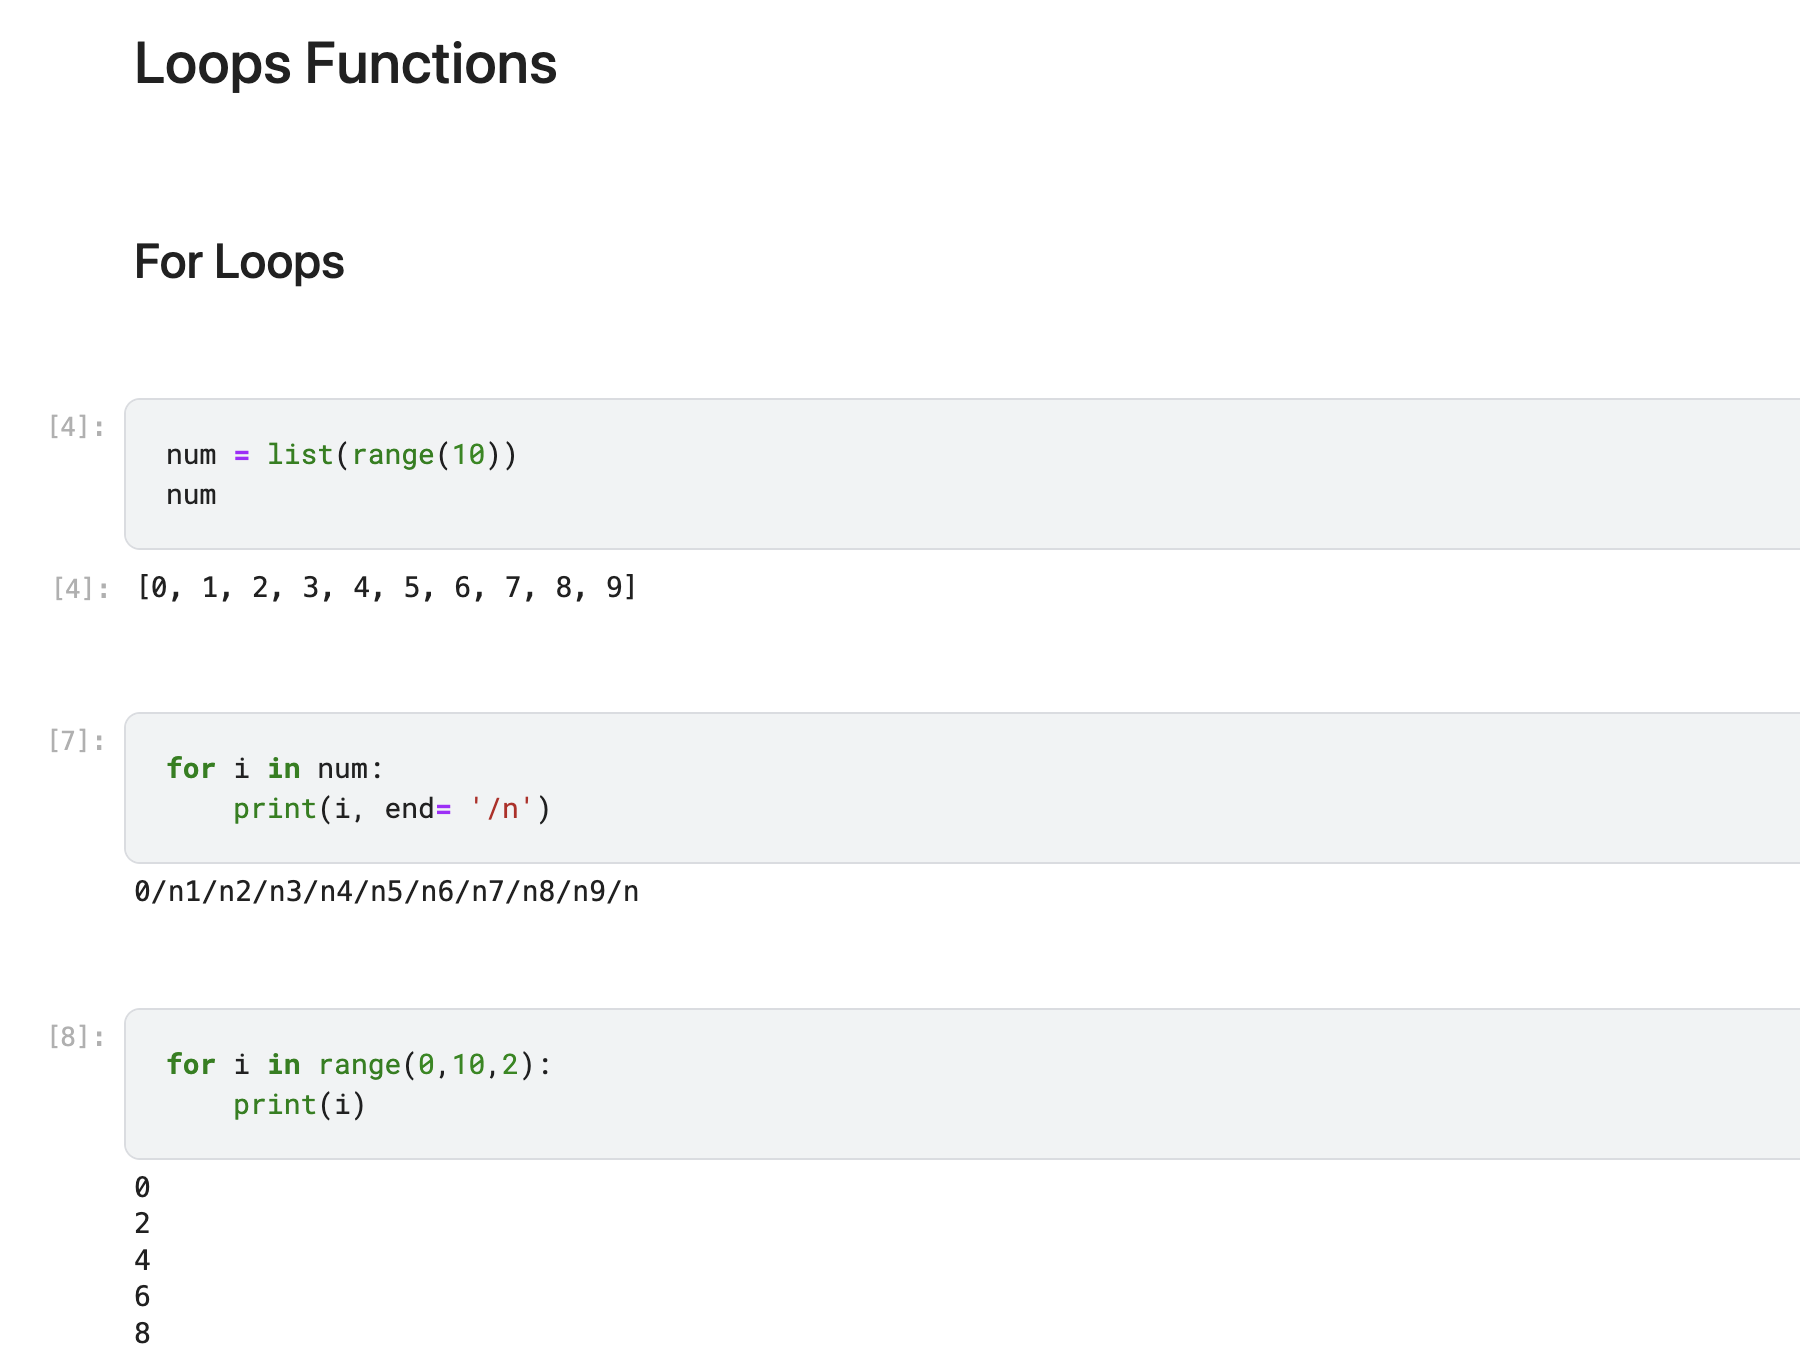 Loops Functions
For Loops
[4]:
num = list(range(10))
num
[4]: [0, 1, 2, 3, 4, 5, 6, 7, 8, 9]
[7]:
for i in num:
    print(i, end= '/n')
0/n1/n2/n3/n4/n5/n6/n7/n8/n9/n
[8]:
for i in range(0,10,2):
    print(i)
0
2
4
6
8